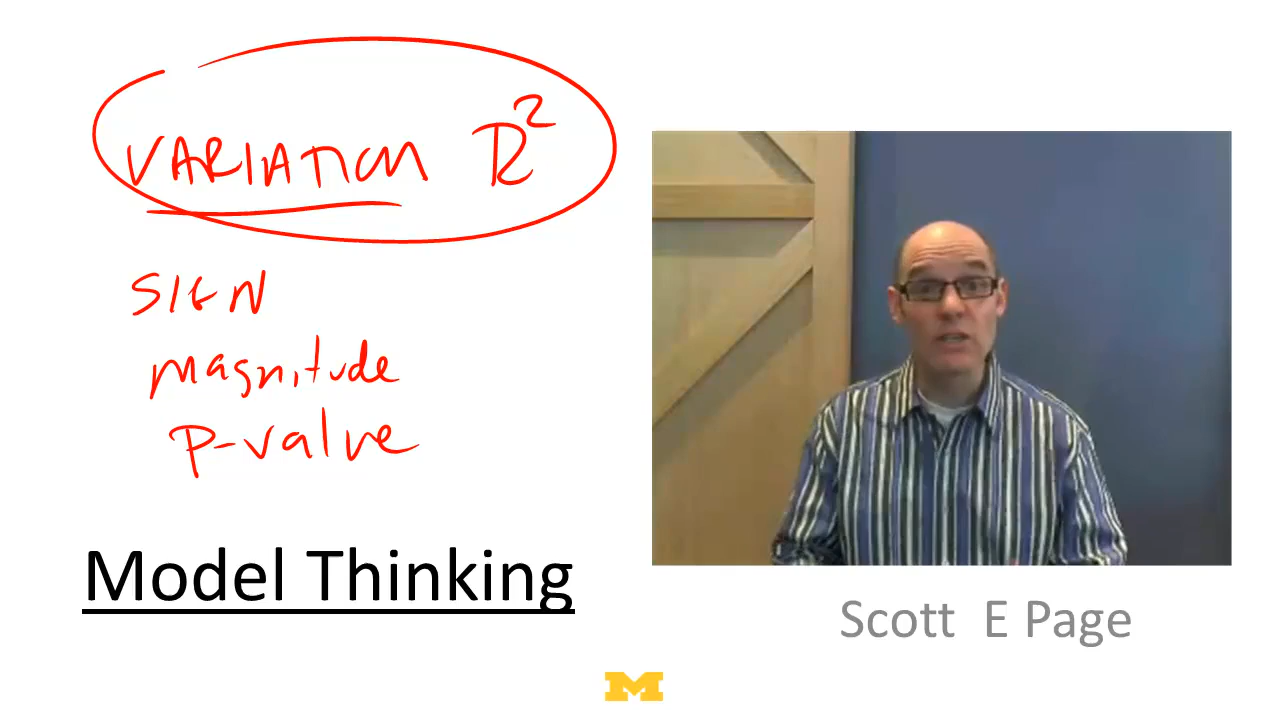 VARIATION R²
SIGN
magnitude
p-value
Model Thinking
Scott E Page
M